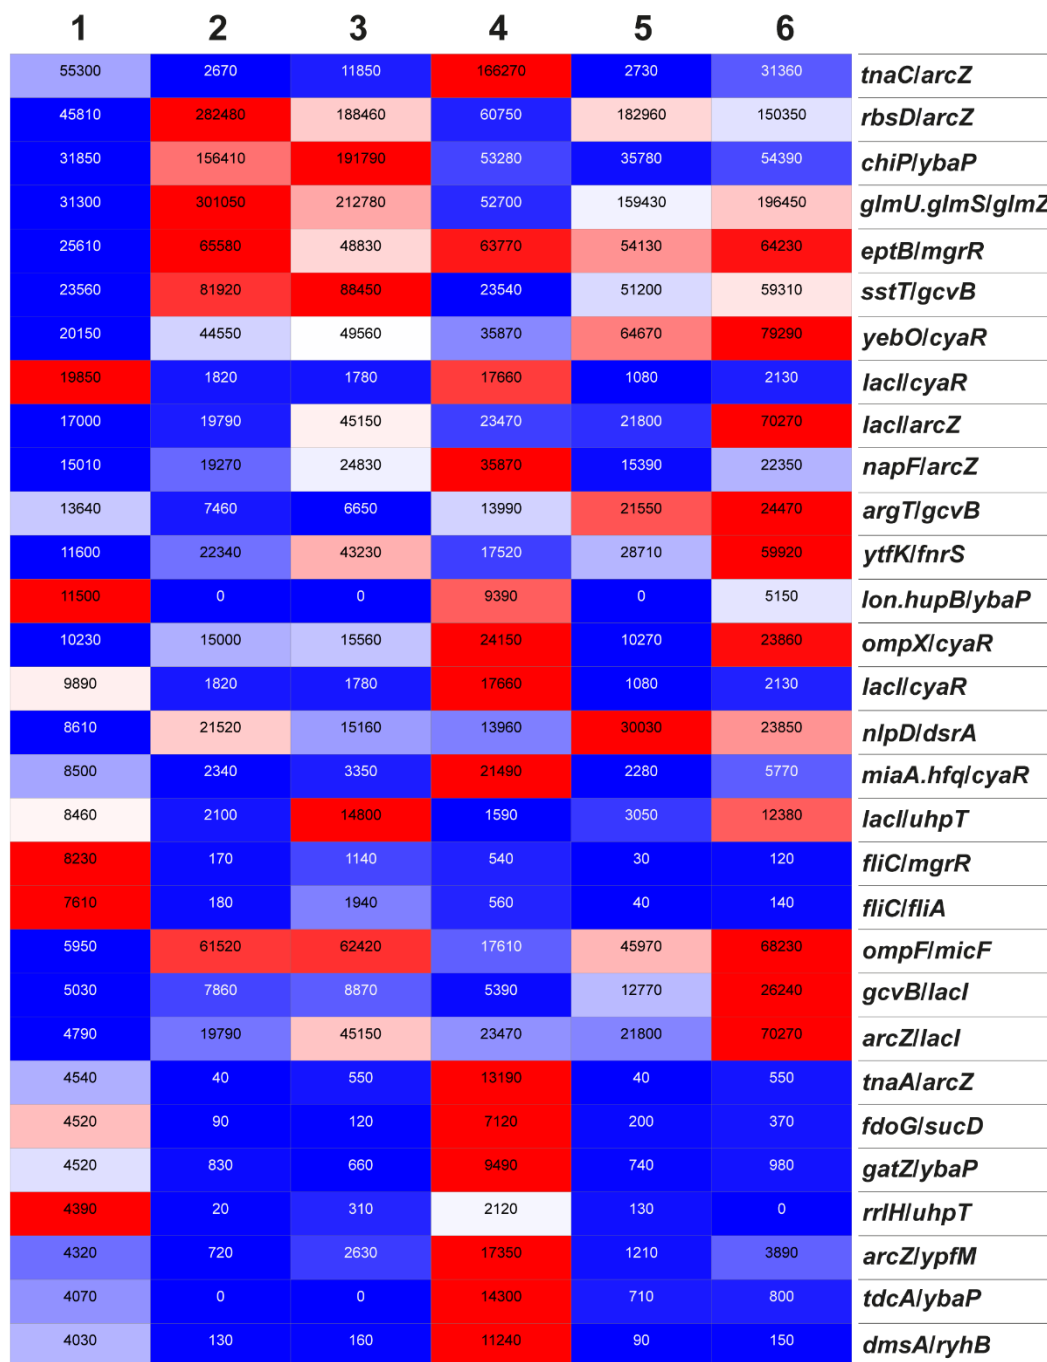 1 2 3 4 5 6
55300 2670 11850 166270 2730 31360 tnaC/arcZ
45810 282480 188460 60750 182960 150350 rbsD/arcZ
31850 156410 191790 53280 35780 54390 chiP/ybaP
31300 301050 212780 52700 159430 196450 glmU.glmS/glmZ
25610 65580 48830 63770 54130 64230 eptB/mgrR
23560 81920 88450 23540 51200 59310 sstT/gcvB
20150 44550 49560 35870 64670 79290 yebO/cyaR
19850 1820 1780 17660 1080 2130 lacI/cyaR
17000 19790 45150 23470 21800 70270 lacI/arcZ
15010 19270 24830 35870 15390 22350 napF/arcZ
13640 7460 6650 13990 21550 24470 argT/gcvB
11600 22340 43230 17520 28710 59920 ytfK/fnrS
11500 0 0 9390 0 5150 lon.hupB/ybaP
10230 15000 15560 24150 10270 23860 ompX/cyaR
9890 1820 1780 17660 1080 2130 lacI/cyaR
8610 21520 15160 13960 30030 23850 nlpD/dsrA
8500 2340 3350 21490 2280 5770 miaA.hfq/cyaR
8460 2100 14800 1590 3050 12380 lacI/uhpT
8230 170 1140 540 30 120 fliC/mgrR
7610 180 1940 560 40 140 fliC/fliA
5950 61520 62420 17610 45970 68230 ompF/micF
5030 7860 8870 5390 12770 26240 gcvB/lacI
4790 19790 45150 23470 21800 70270 arcZ/lacI
4540 40 550 13190 40 550 tnaA/arcZ
4520 90 120 7120 200 370 fdoG/sucD
4520 830 660 9490 740 980 gatZ/ybaP
4390 20 310 2120 130 0 rrlH/uhpT
4320 720 2630 17350 1210 3890 arcZ/ypfM
4070 0 0 14300 710 800 tdcA/ybaP
4030 130 160 11240 90 150 dmsA/ryhB